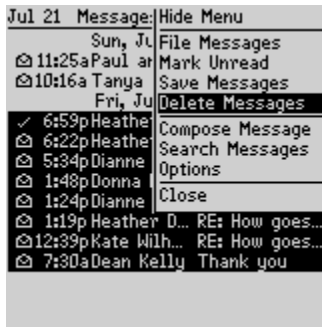 Jul 21 Message: Hide Menu
Sun, Ju File Messages
11:25a Paul ar Mark Unread
10:16a Tanya Save Messages
Fri, Ju Delete Messages
6:59p Heathe
6:22p Heathe Compose Message
5:34p Dianne Search Messages
1:48p Donna Options
1:24p Dianne Close
1:19p Heather D... RE: How goes...
12:39p Kate Wilh... RE: How goes...
7:30a Dean Kelly Thank you